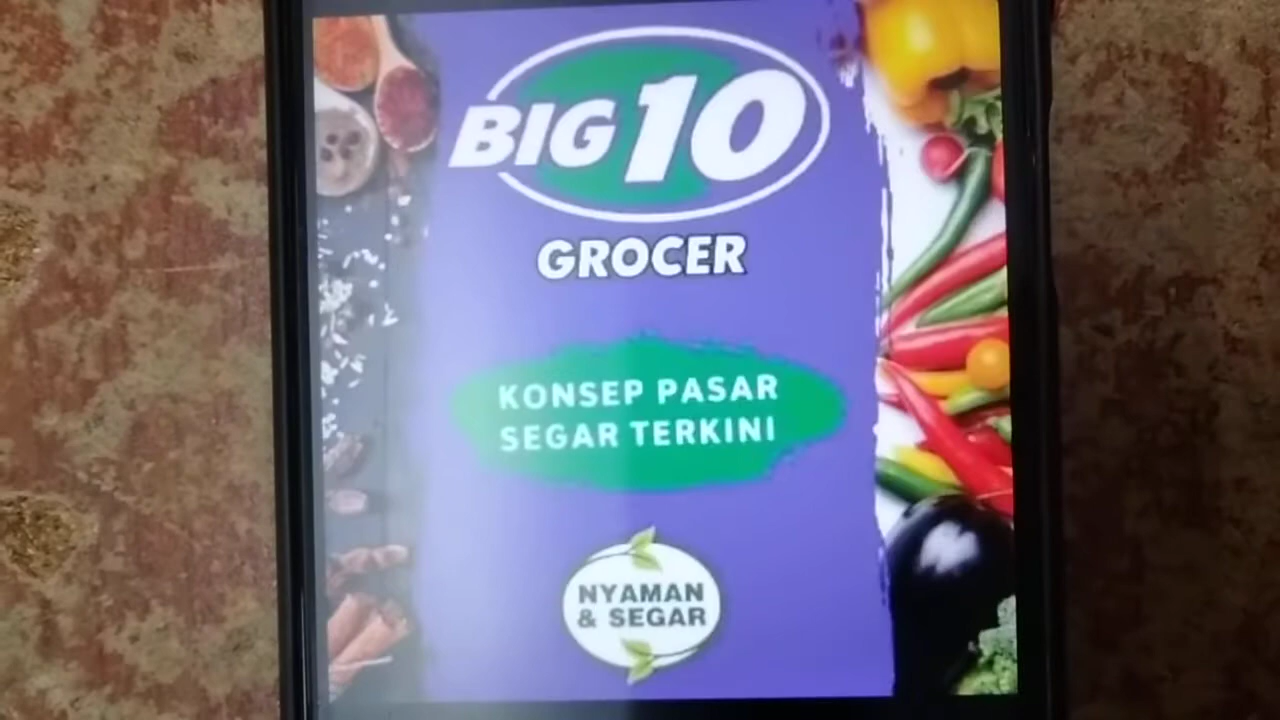 BIG 10
GROCER
KONSEP PASAR
SEGAR TERKINI
NYAMAN
& SEGAR